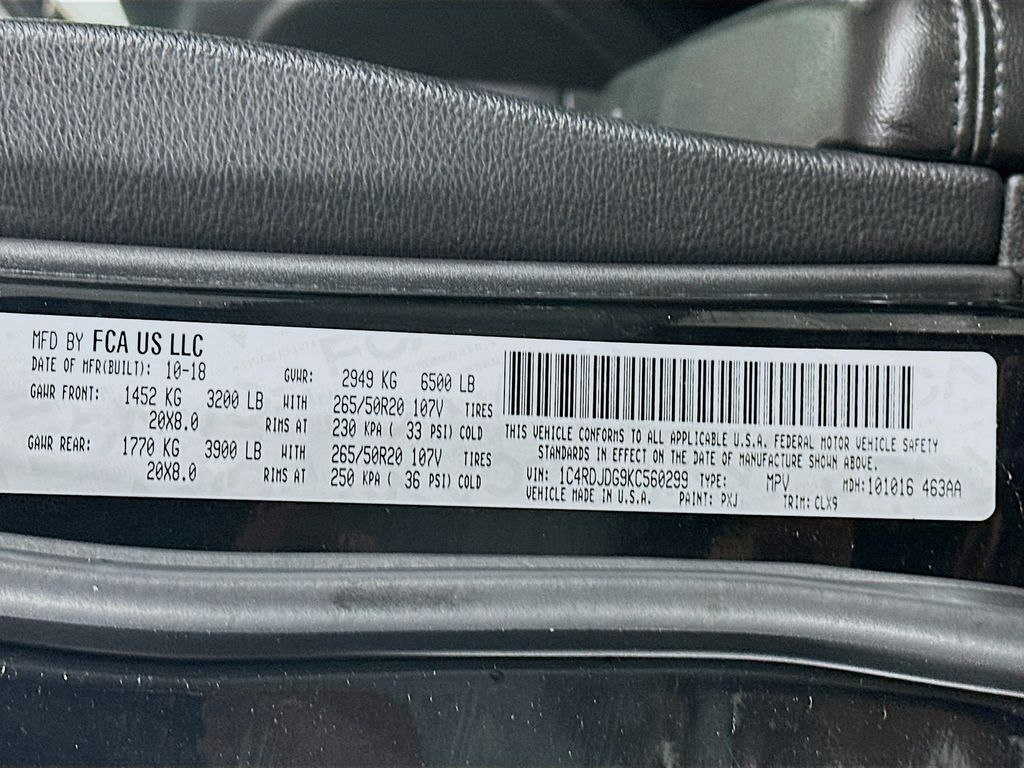 MFD BY FCA US LLC
DATE OF MFR(BUILT): 10-18 GVWR: 2949 KG 6500 LB
GAWR FRONT: 1452 KG 3200 LB WITH 265/50R20 107V TIRES
20X8.0 RIMS AT 230 KPA ( 33 PSI) COLD
GAWR REAR: 1770 KG 3900 LB WITH 265/50R20 107V TIRES
20X8.0 RIMS AT 250 KPA ( 36 PSI) COLD
THIS VEHICLE CONFORMS TO ALL APPLICABLE U.S.A. FEDERAL MOTOR VEHICLE SAFETY
STANDARDS IN EFFECT ON THE DATE OF MANUFACTURE SHOWN ABOVE.
VIN: 1C4RDJDG9KC560299 TYPE: MPV MDH:101016 463AA
VEHICLE MADE IN U.S.A. PAINT: PXJ TRIM: CLX9